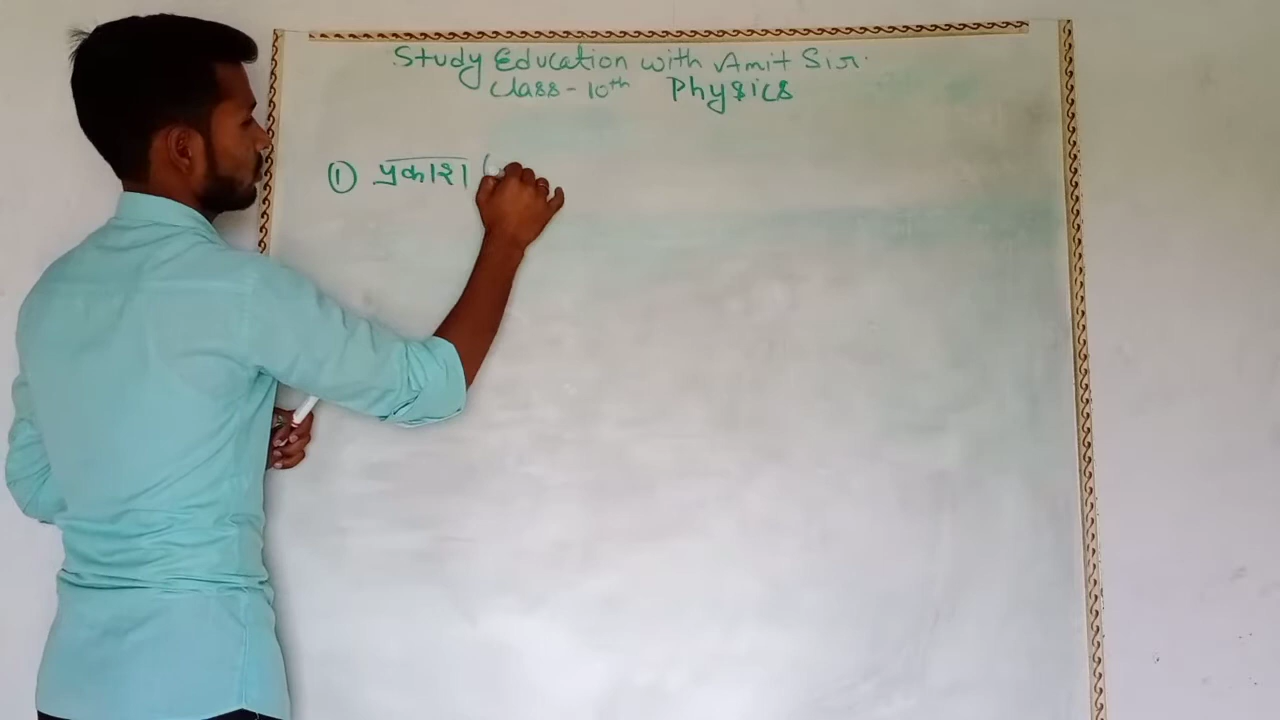 Study Education with Amit Sir.
Class-10th Physics
① प्रकाश (